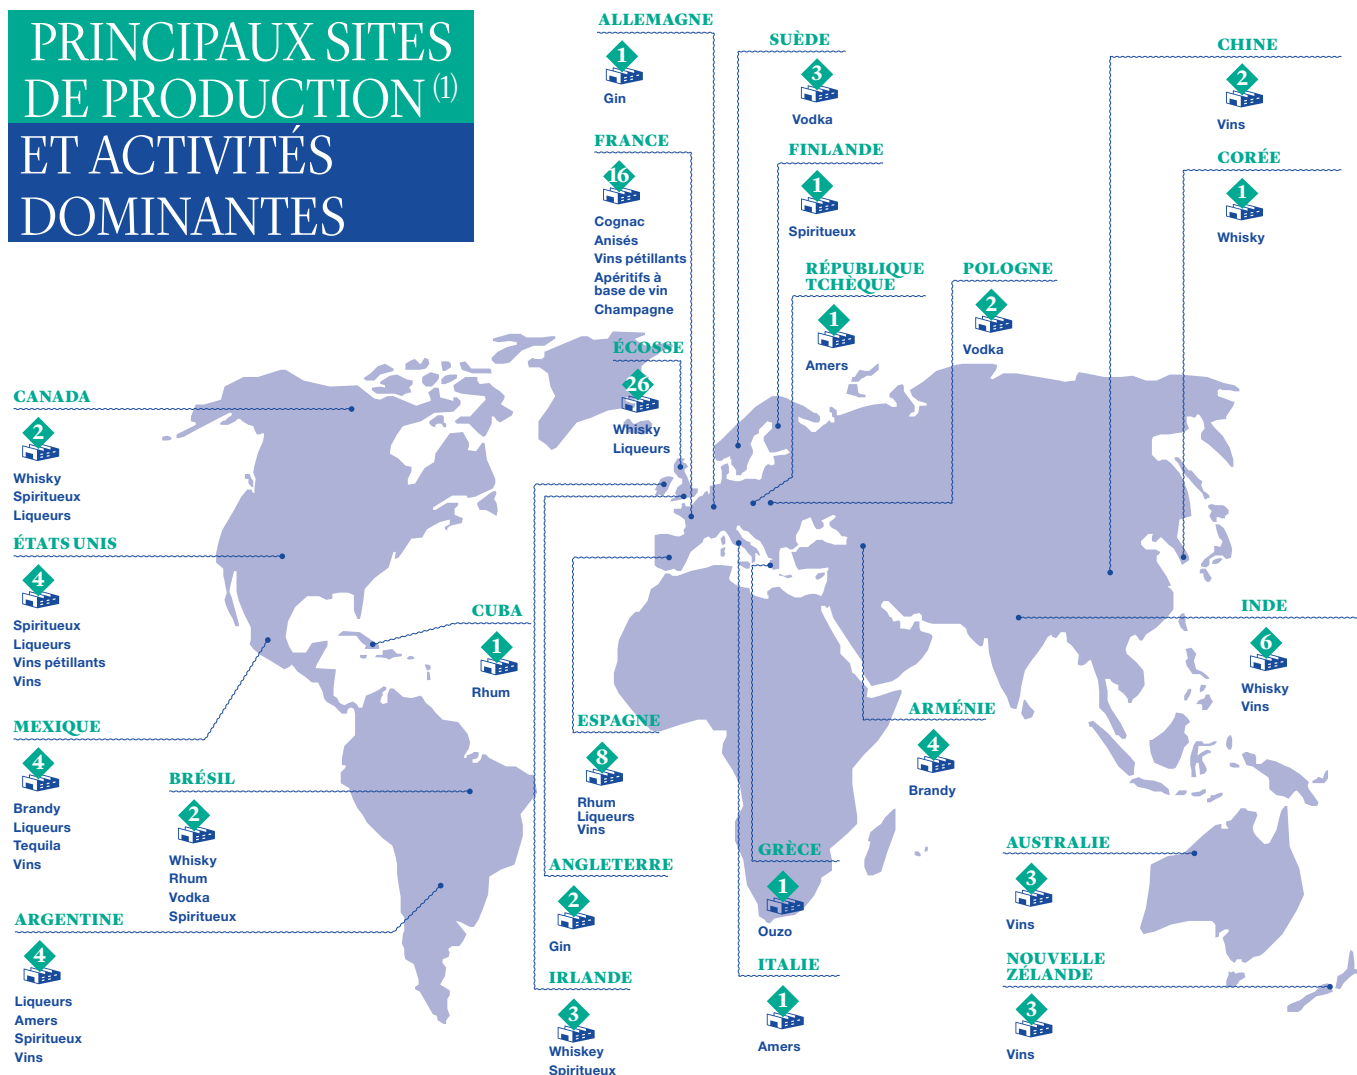 PRINCIPAUX SITES
DE PRODUCTION (1)
ET ACTIVITÉS
DOMINANTES
ALLEMAGNE
1
Gin
SUÈDE
3
Vodka
CHINE
2
Vins
FRANCE
16
Cognac
Anisés
Vins pétillants
Apéritifs à
base de vin
Champagne
FINLANDE
1
Spiritueux
CORÉE
1
Whisky
RÉPUBLIQUE
TCHÈQUE
1
Amers
POLOGNE
2
Vodka
ÉCOSSE
26
Whisky
Liqueurs
CANADA
2
Whisky
Spiritueux
Liqueurs
ÉTATS UNIS
4
Spiritueux
Liqueurs
Vins pétillants
Vins
CUBA
1
Rhum
INDE
6
Whisky
Vins
MEXIQUE
4
Brandy
Liqueurs
Tequila
Vins
BRÉSIL
2
Whisky
Rhum
Vodka
Spiritueux
ESPAGNE
8
Rhum
Liqueurs
Vins
ARMÉNIE
4
Brandy
ANGLETERRE
2
Gin
GRÈCE
1
Ouzo
AUSTRALIE
3
Vins
ARGENTINE
4
Liqueurs
Amers
Spiritueux
Vins
IRLANDE
3
Whiskey
Spiritueux
ITALIE
1
Amers
NOUVELLE
ZÉLANDE
3
Vins